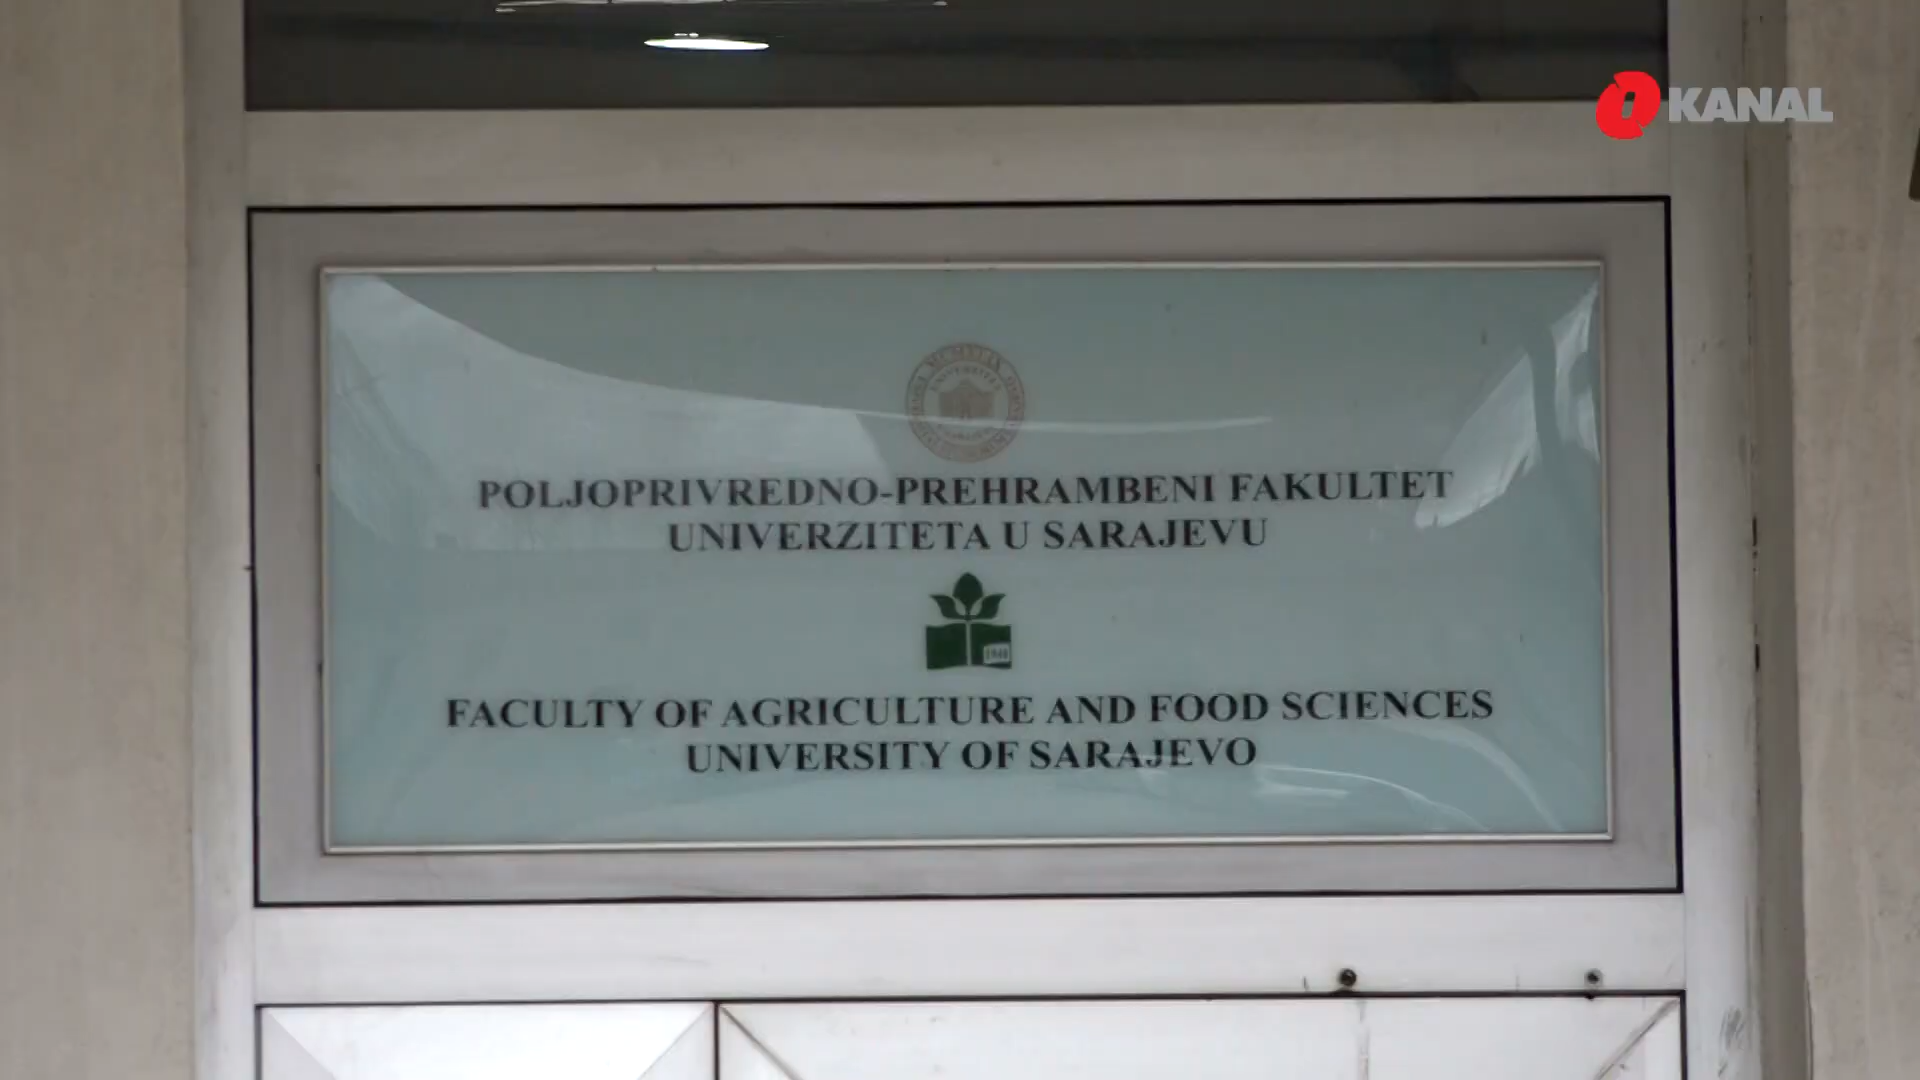 KANAL
POLJOPRIVREDNO-PREHRAMBENI FAKULTET
UNIVERZITETA U SARAJEVU
FACULTY OF AGRICULTURE AND FOOD SCIENCES
UNIVERSITY OF SARAJEVO